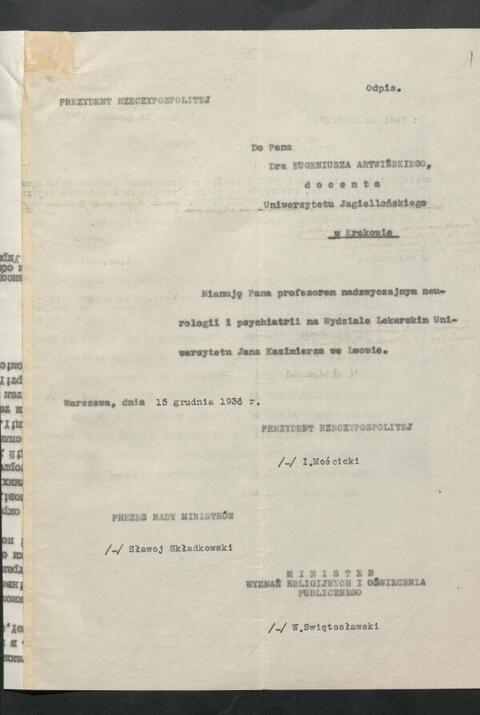 Odpis.
PREZYDENT RZECZYPOSPOLITEJ
Do Pana
Dra EUGENIUSZA ARTWIŃSKIEGO,
docenta
Uniwersytetu Jagiellońskiego
w Krakowie
Mianuję Pana profesorem nadzwyczajnym neu-
rologii i psychiatrii na Wydziale Lekarskim Uni-
wersytetu Jana Kazimierza we Lwowie.
Warszawa, dnia 15 grudnia 1936 r.
PREZYDENT RZECZYPOSPOLITEJ
/-/ I.Mościcki
PREZES RADY MINISTRÓW
/-/ Sławoj Składkowski
MINISTER
WYZNAŃ RELIGIJNYCH I OŚWIECENIA
PUBLICZNEGO
/-/ W.Swiętosławski